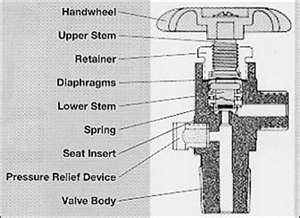 Handwheel
Upper Stem
Retainer
Diaphragms
Lower Stem
Spring
Seat Insert
Pressure Relief Device
Valve Body